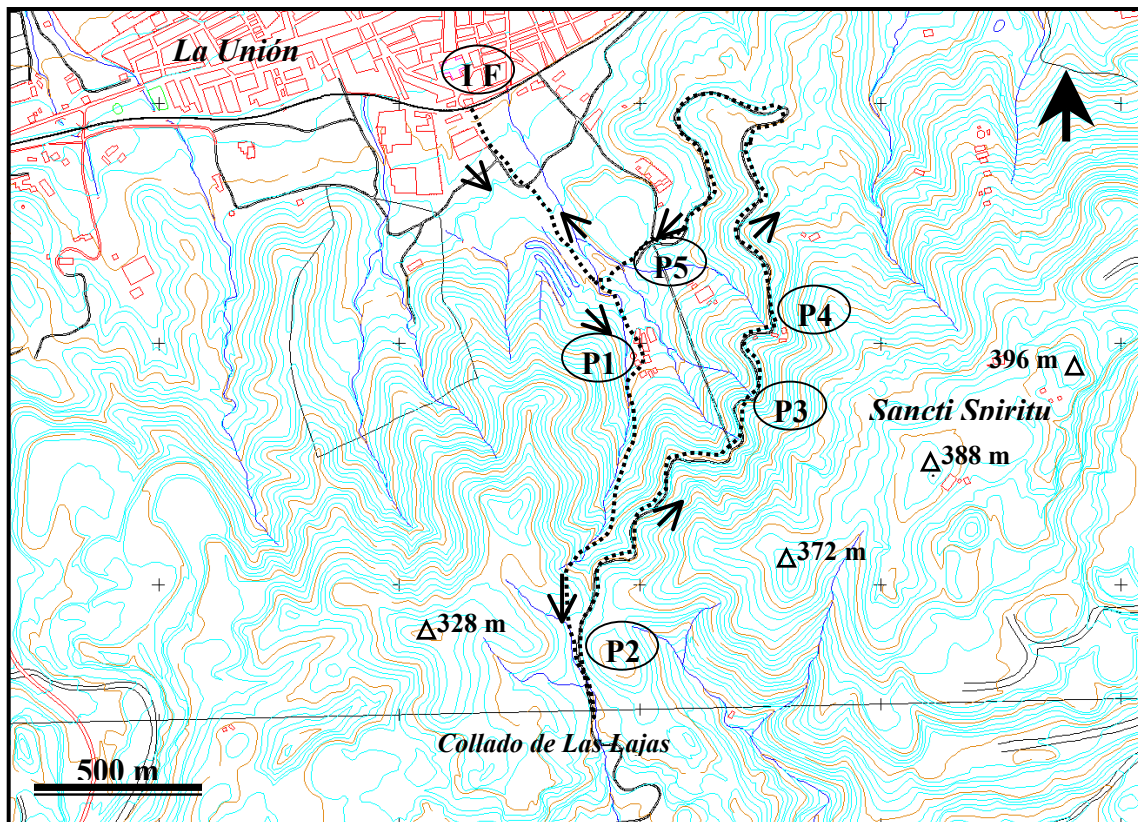 La Unión
I F
P5
P4
P1
396 m
P3
Sancti Spiritu
388 m
372 m
328 m
P2
Collado de Las Lajas
500 m